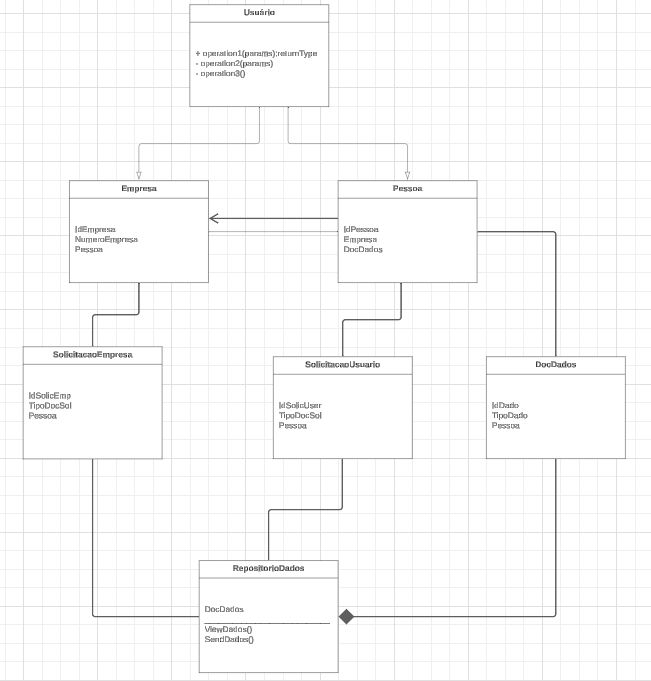 Usuário
+ operation1(params):returnType
- operation2(params)
- operation3()
Empresa
IdEmpresa
NumeroEmpresa
Pessoa
Pessoa
IdPessoa
Empresa
DocDados
SolicitacaoEmpresa
IdSolicEmp
TipoDocSol
Pessoa
SolicitacaoUsuario
IdSolicUser
TipoDocSol
Pessoa
DocDados
IdDado
TipoDado
Pessoa
RepositorioDados
DocDados
ViewDados()
SendDados()